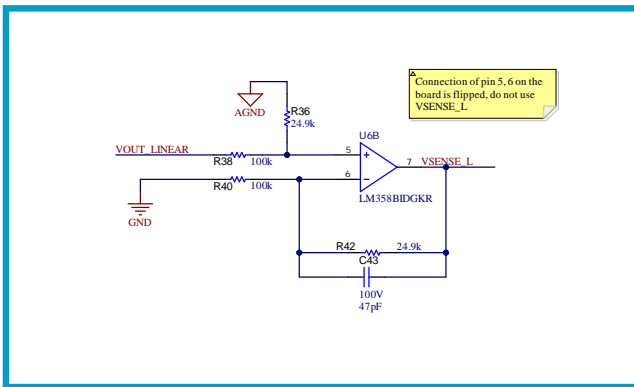 Connection of pin 5, 6 on the
board is flipped, do not use
VSENSE_L
AGND
R36
24.9k
U6B
VOUT_LINEAR
R38
100k
5
7
VSENSE_L
R40
100k
6
LM358BIDGKR
GND
R42
24.9k
C43
100V
47pF